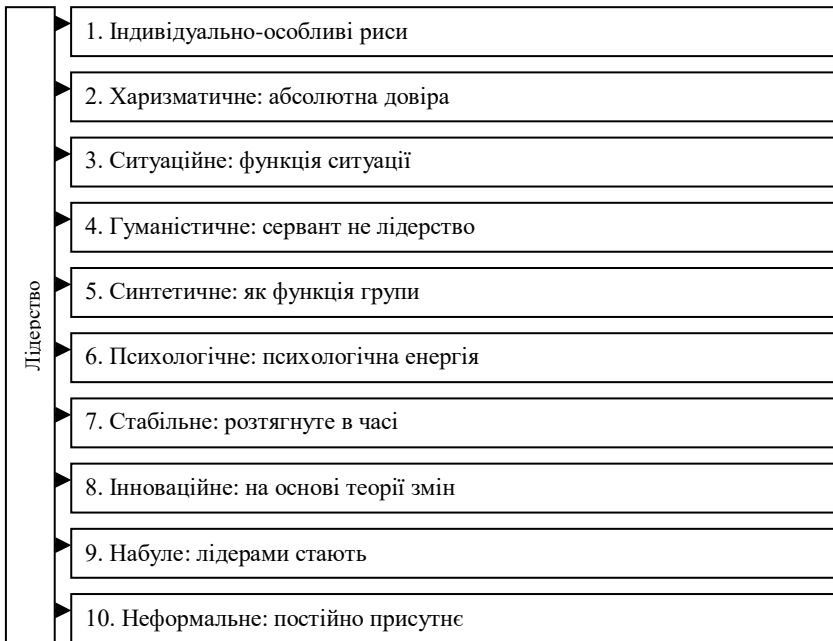 Лідерство
1. Індивідуально-особливі риси
2. Харизматичне: абсолютна довіра
3. Ситуаційне: функція ситуації
4. Гуманістичне: сервант не лідерство
5. Синтетичне: як функція групи
6. Психологічне: психологічна енергія
7. Стабільне: розтягнуте в часі
8. Інноваційне: на основі теорії змін
9. Набуле: лідерами стають
10. Неформальне: постійно присутнє